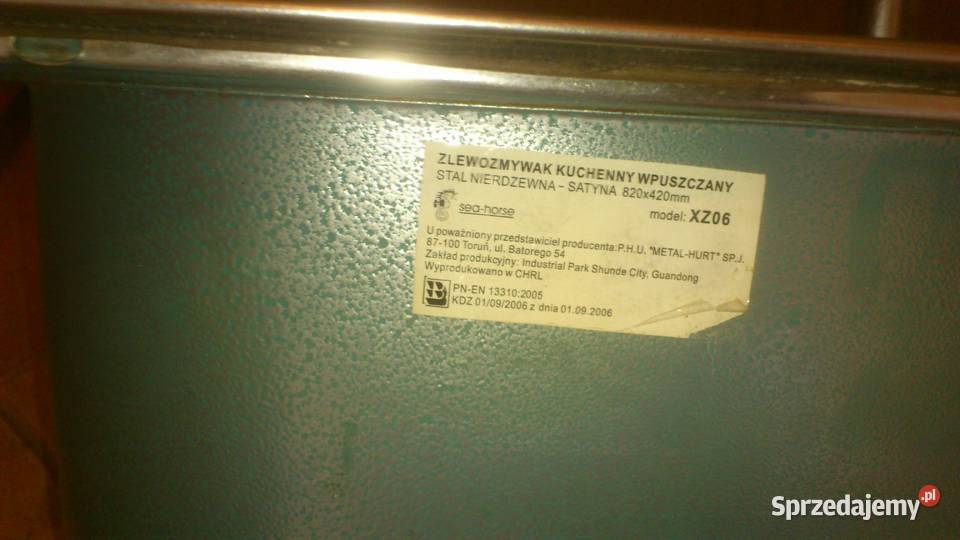 ZLEWOZMYWAK KUCHENNY WPUSZCZANY
STAL NIERDZEWNA - SATYNA 820x420mm
sea-horse
model: XZ06
U poważniony przedstawiciel producenta:P.H.U. "METAL-HURT" SP.J.
87-100 Toruń, ul. Batorego 54
Zakład produkcyjny: Industrial Park Shunde City, Guandong
Wyprodukowano w CHRL
PN-EN 13310:2005
KDZ 01/09/2006 z dnia 01.09.2006
Sprzedajemy.pl